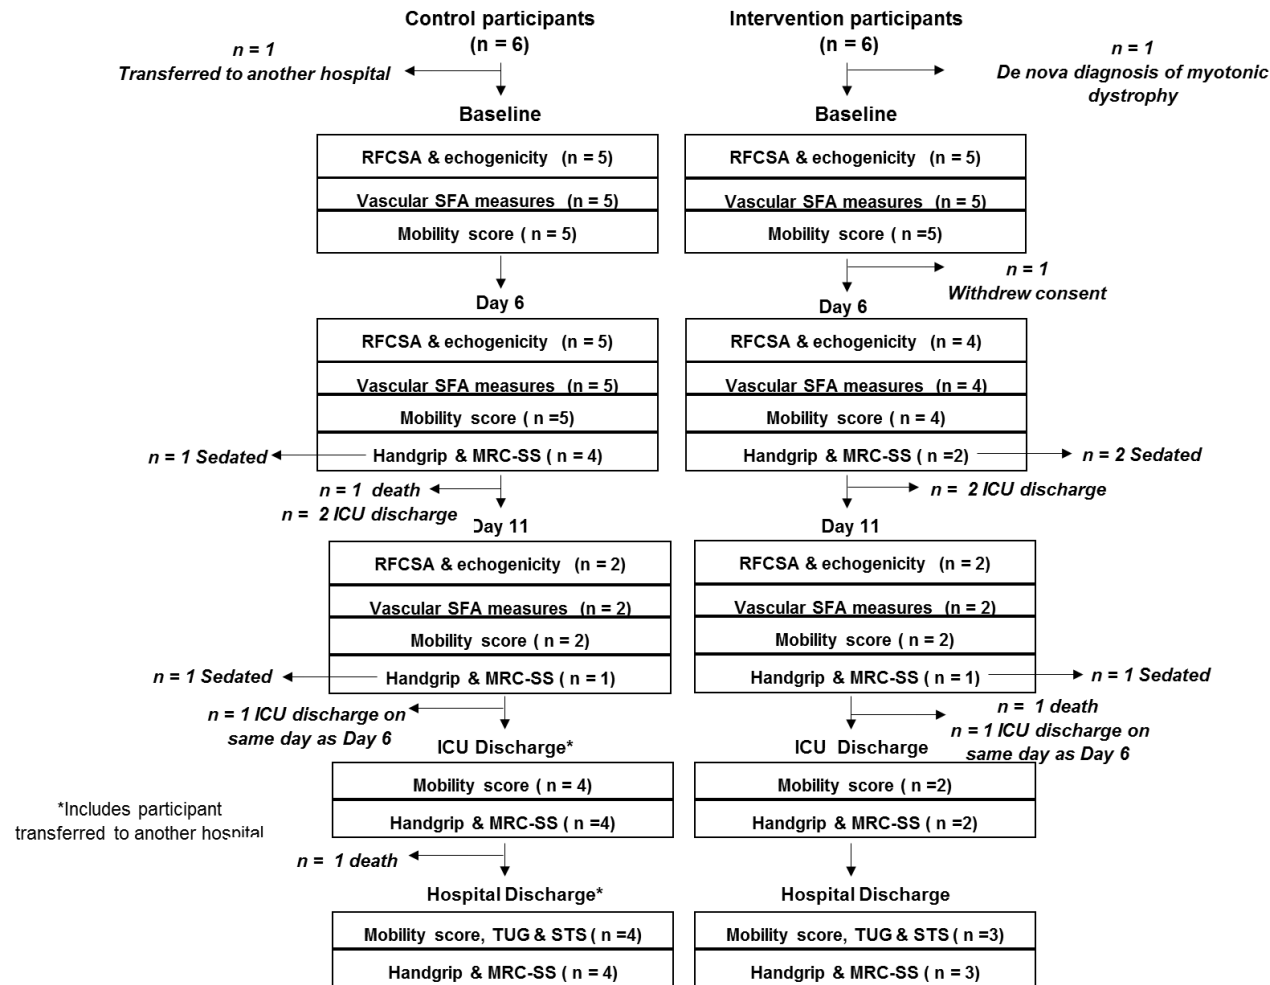 Control participants
(n = 6)
Intervention participants
(n = 6)
n = 1
Transferred to another hospital
n = 1
De nova diagnosis of myotonic
dystrophy
Baseline
RFCSA & echogenicity (n = 5)
Vascular SFA measures (n = 5)
Mobility score ( n = 5)
Baseline
RFCSA & echogenicity (n = 5)
Vascular SFA measures (n = 5)
Mobility score ( n =5)
n = 1
Withdrew consent
Day 6
RFCSA & echogenicity (n = 5)
Vascular SFA measures (n = 5)
Mobility score ( n =5)
Handgrip & MRC-SS ( n = 4)
n = 1 Sedated
Day 6
RFCSA & echogenicity (n = 4)
Vascular SFA measures (n = 4)
Mobility score ( n = 4)
Handgrip & MRC-SS ( n =2)
n = 2 Sedated
n = 1 death
n = 2 ICU discharge
n = 2 ICU discharge
Day 11
RFCSA & echogenicity (n = 2)
Vascular SFA measures (n = 2)
Mobility score ( n = 2)
Handgrip & MRC-SS ( n = 1)
n = 1 Sedated
Day 11
RFCSA & echogenicity (n = 2)
Vascular SFA measures (n = 2)
Mobility score ( n = 2)
Handgrip & MRC-SS ( n = 1)
n = 1 Sedated
n = 1 ICU discharge on
same day as Day 6
n = 1 death
n = 1 ICU discharge on
same day as Day 6
ICU Discharge*
Mobility score ( n = 4)
Handgrip & MRC-SS ( n =4)
ICU Discharge
Mobility score ( n =2)
Handgrip & MRC-SS ( n =2)
*Includes participant
transferred to another hospital
n = 1 death
Hospital Discharge*
Mobility score, TUG & STS ( n =4)
Handgrip & MRC-SS ( n = 4)
Hospital Discharge
Mobility score, TUG & STS ( n =3)
Handgrip & MRC-SS ( n = 3)